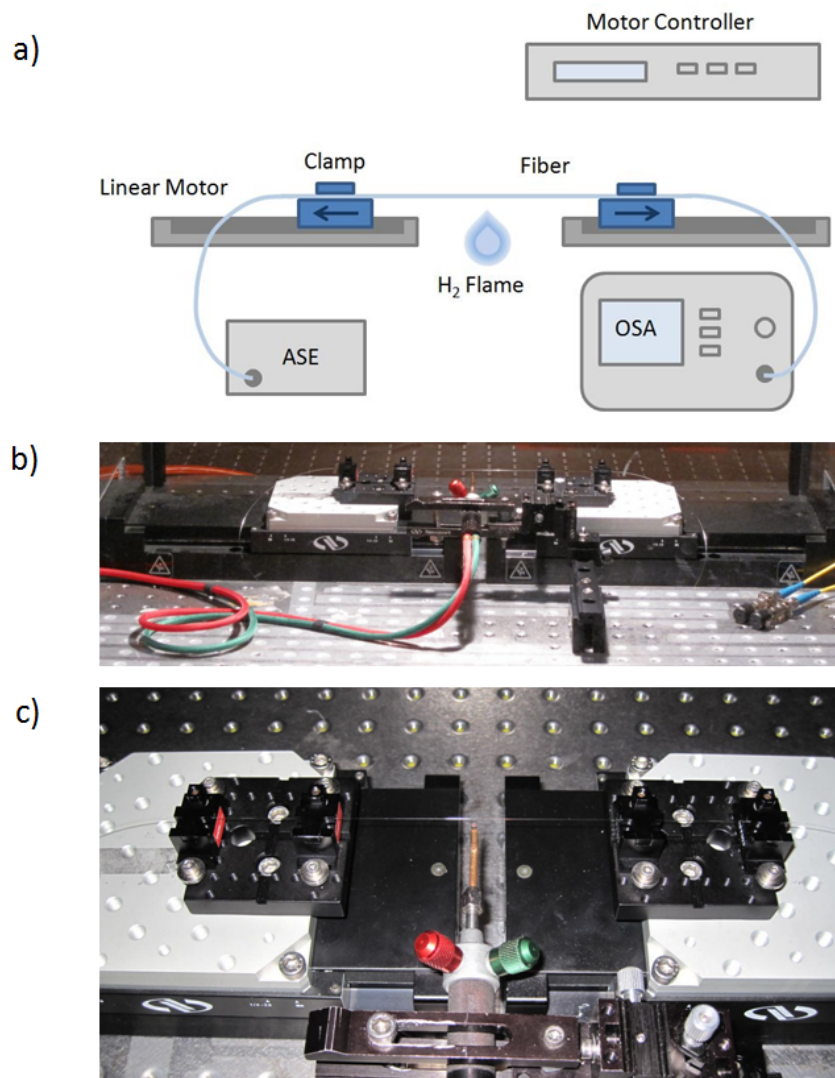 a)
Motor Controller
Clamp
Fiber
Linear Motor
H₂ Flame
ASE
OSA
b)
c)